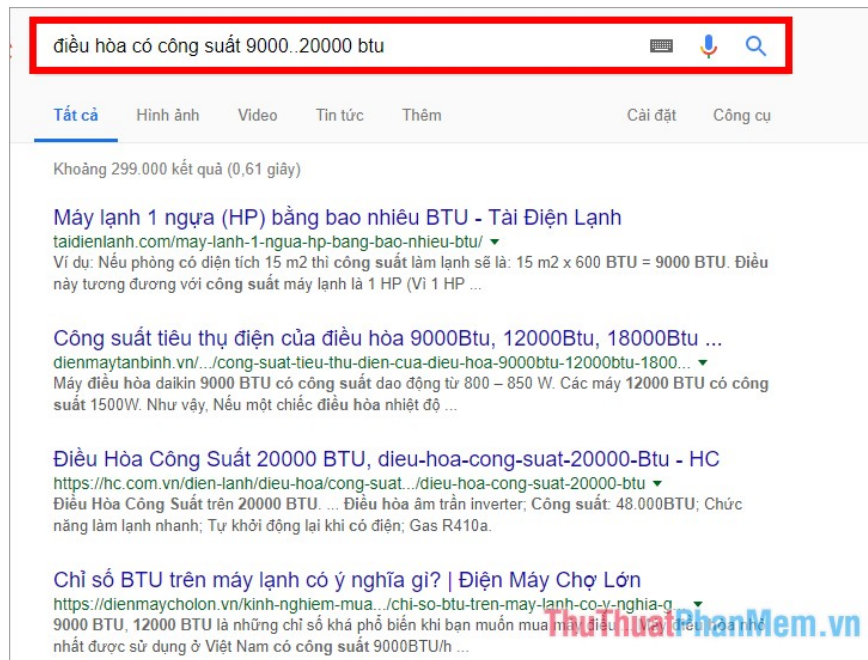 điều hòa có công suất 9000..20000 btu
Tất cả Hình ảnh Video Tin tức Thêm Cài đặt Công cụ
Khoảng 299.000 kết quả (0,61 giây)
Máy lạnh 1 ngựa (HP) bằng bao nhiêu BTU - Tài Điện Lạnh
taidienlanh.com/may-lanh-1-ngua-hp-bang-bao-nhieu-btu/
Ví dụ: Nếu phòng có diện tích 15 m2 thì công suất làm lạnh sẽ là: 15 m2 x 600 BTU = 9000 BTU. Điều
này tương đương với công suất máy lạnh là 1 HP (Vì 1 HP ...
Công suất tiêu thụ điện của điều hòa 9000Btu, 12000Btu, 18000Btu ...
dienmaytanbinh.vn/.../cong-suat-tieu-thu-dien-cua-dieu-hoa-9000btu-12000btu-1800...
Máy điều hòa daikin 9000 BTU có công suất dao động từ 800 – 850 W. Các máy 12000 BTU có công
suất 1500W. Như vậy, Nếu một chiếc điều hòa nhiệt độ ...
Điều Hòa Công Suất 20000 BTU, dieu-hoa-cong-suat-20000-Btu - HC
https://hc.com.vn/dien-lanh/dieu-hoa/cong-suat.../dieu-hoa-cong-suat-20000-btu
Điều Hòa Công Suất trên 20000 BTU. ... Điều hòa âm trần inverter; Công suất: 48.000BTU; Chức
năng làm lạnh nhanh; Tự khởi động lại khi có điện; Gas R410a.
Chỉ số BTU trên máy lạnh có ý nghĩa gì? | Điện Máy Chợ Lớn
https://dienmaycholon.vn/kinh-nghiem-mua.../chi-so-btu-tren-may-lanh-co-y-nghia-g...
9000 BTU, 12000 BTU là những chỉ số khá phổ biến khi bạn muốn mua máy điều ... Máy điều hòa nhỏ
nhất được sử dụng ở Việt Nam có công suất 9000BTU/h ...
ThuThuatPhanMem.vn